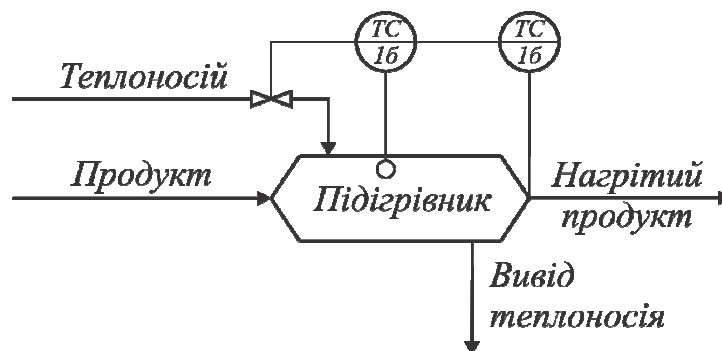 ТС
1б
ТС
1б
Теплоносій
Продукт
Підігрівник
Нагрітий
продукт
Вивід
теплоносія